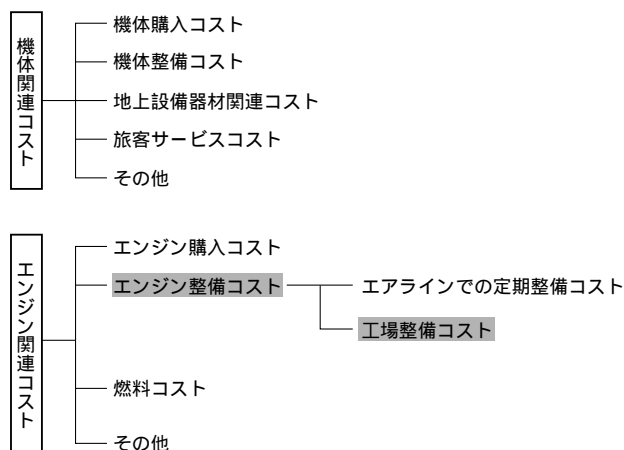 機体関連コスト
機体購入コスト
機体整備コスト
地上設備器材関連コスト
旅客サービスコスト
その他
エンジン関連コスト
エンジン購入コスト
エンジン整備コスト
エアラインでの定期整備コスト
工場整備コスト
燃料コスト
その他